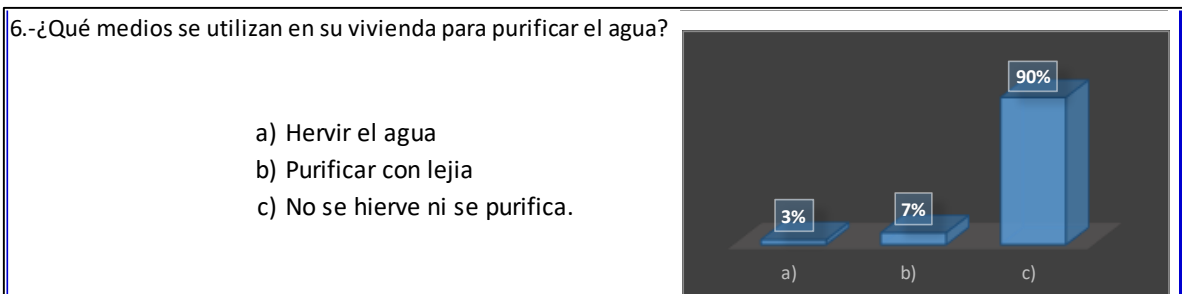 6.-¿Qué medios se utilizan en su vivienda para purificar el agua?
a) Hervir el agua
b) Purificar con lejia
c) No se hierve ni se purifica.
90%
3%
7%
a)
b)
c)